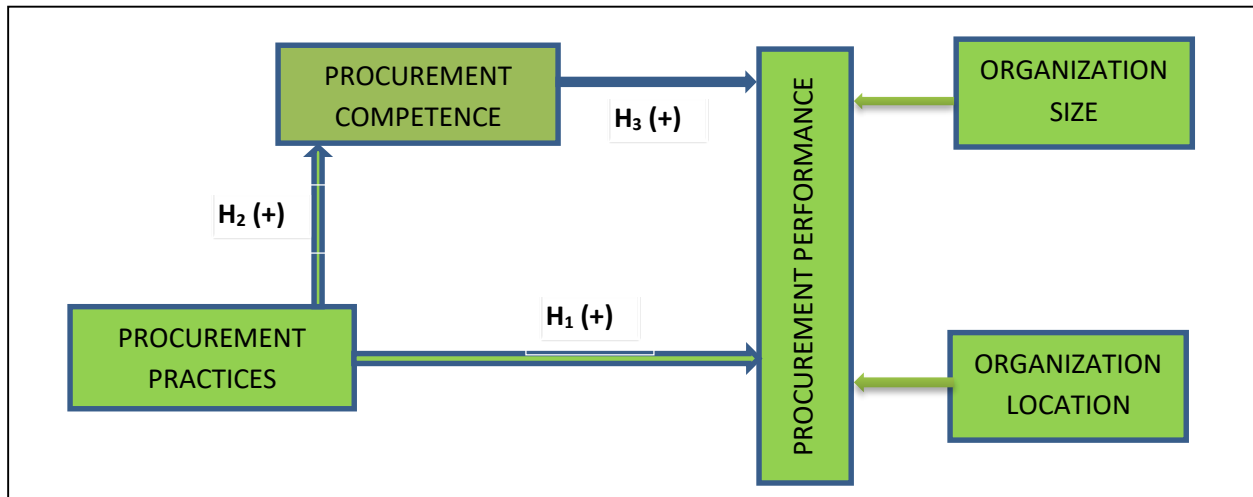 PROCUREMENT
COMPETENCE
H₃ (+)
PROCUREMENT PERFORMANCE
ORGANIZATION
SIZE
H₂ (+)
PROCUREMENT
PRACTICES
H₁ (+)
ORGANIZATION
LOCATION